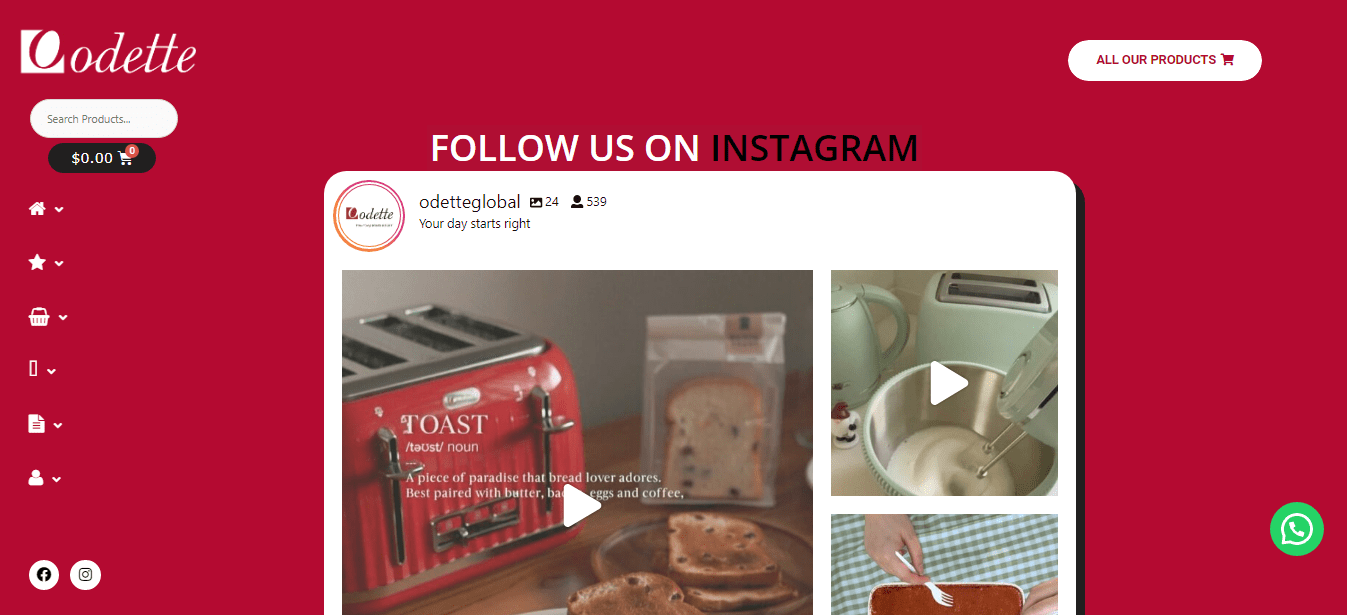 odette
ALL OUR PRODUCTS
Search Products...
$0.00 0
FOLLOW US ON INSTAGRAM
odette
odetteglobal 24 539
Your day starts right
TOAST
/təʊst/ noun
A piece of paradise that bread lover adores.
Best paired with butter, eggs and coffee,